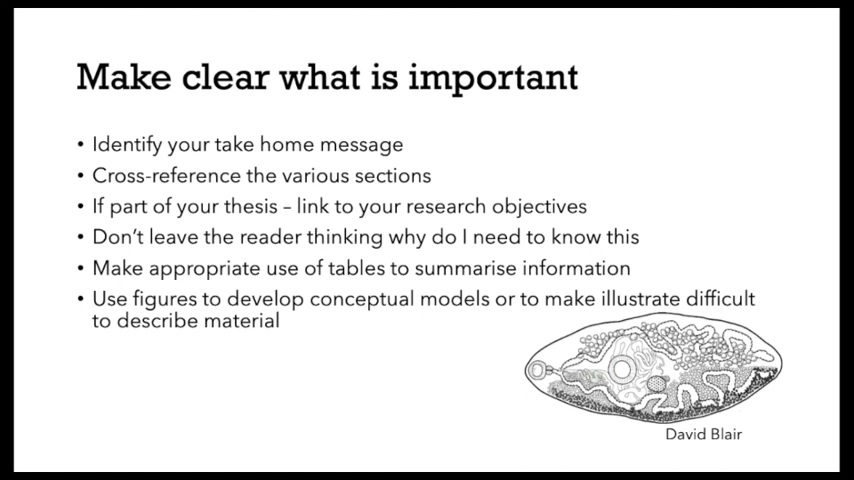 Make clear what is important
• Identify your take home message
• Cross-reference the various sections
• If part of your thesis – link to your research objectives
• Don't leave the reader thinking why do I need to know this
• Make appropriate use of tables to summarise information
• Use figures to develop conceptual models or to make illustrate difficult
to describe material
David Blair